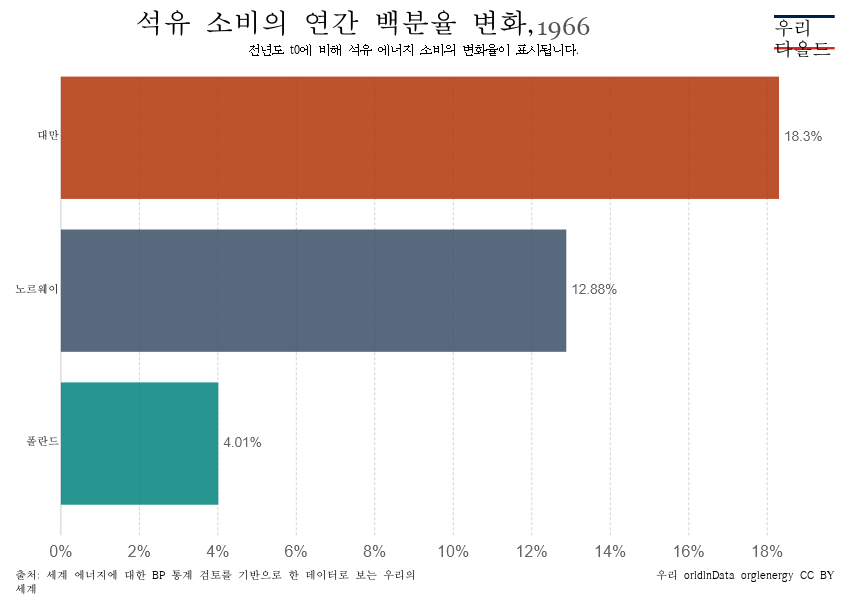 석유 소비의 연간 백분율 변화,1966
전년도 t0에 비해 석유 에너지 소비의 변화율이 표시됩니다.
우리
다올드
대만
18.3%
노르웨이
12.88%
폴란드
4.01%
0% 2% 4% 6% 8% 10% 12% 14% 16% 18%
출처: 세계 에너지에 대한 BP 통계 검토를 기반으로 한 데이터로 보는 우리의
세계
우리 orldInData orglenergy CC BY